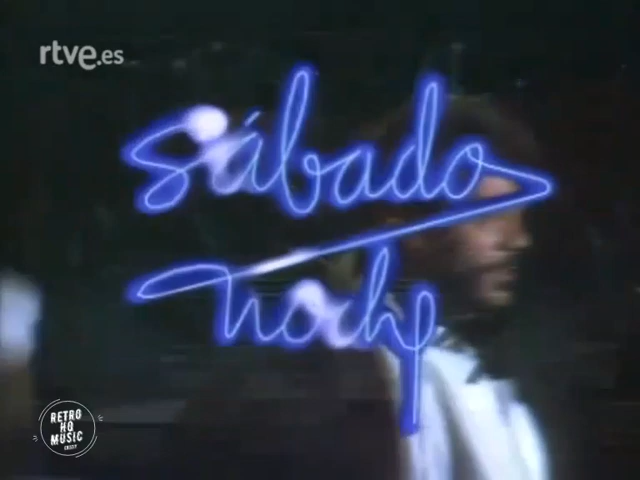 rtve.es
sábado
noche
RETRO
HQ
MUSIC